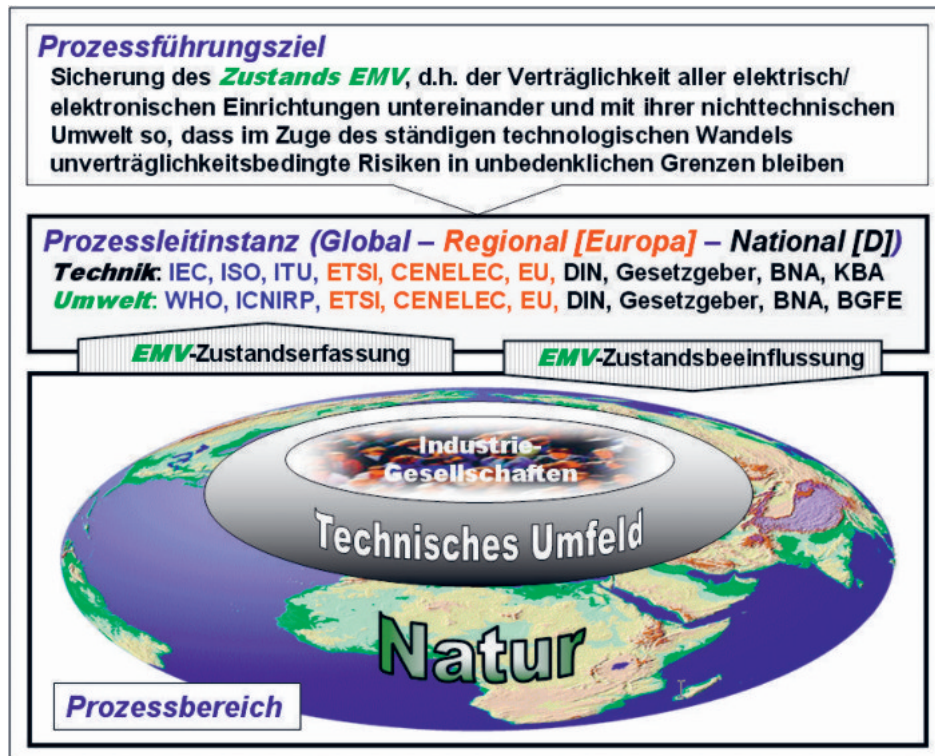 Prozessführungsziel
Sicherung des Zustands EMV, d.h. der Verträglichkeit aller elektrisch/
elektronischen Einrichtungen untereinander und mit ihrer nichttechnischen
Umwelt so, dass im Zuge des ständigen technologischen Wandels
unverträglichkeitsbedingte Risiken in unbedenklichen Grenzen bleiben
Prozessleitinstanz (Global – Regional [Europa] – National [D])
Technik: IEC, ISO, ITU, ETSI, CENELEC, EU, DIN, Gesetzgeber, BNA, KBA
Umwelt: WHO, ICNIRP, ETSI, CENELEC, EU, DIN, Gesetzgeber, BNA, BGFE
EMV-Zustandserfassung
EMV-Zustandsbeeinflussung
Industrie-
Gesellschaften
Technisches Umfeld
Natur
Prozessbereich